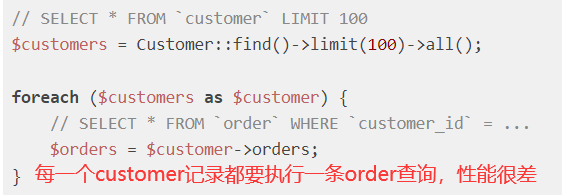 // SELECT * FROM `customer` LIMIT 100
$customers = Customer::find()->limit(100)->all();
foreach ($customers as $customer) {
// SELECT * FROM `order` WHERE `customer_id` = ...
$orders = $customer->orders;
} 每一个customer记录都要执行一条order查询，性能很差